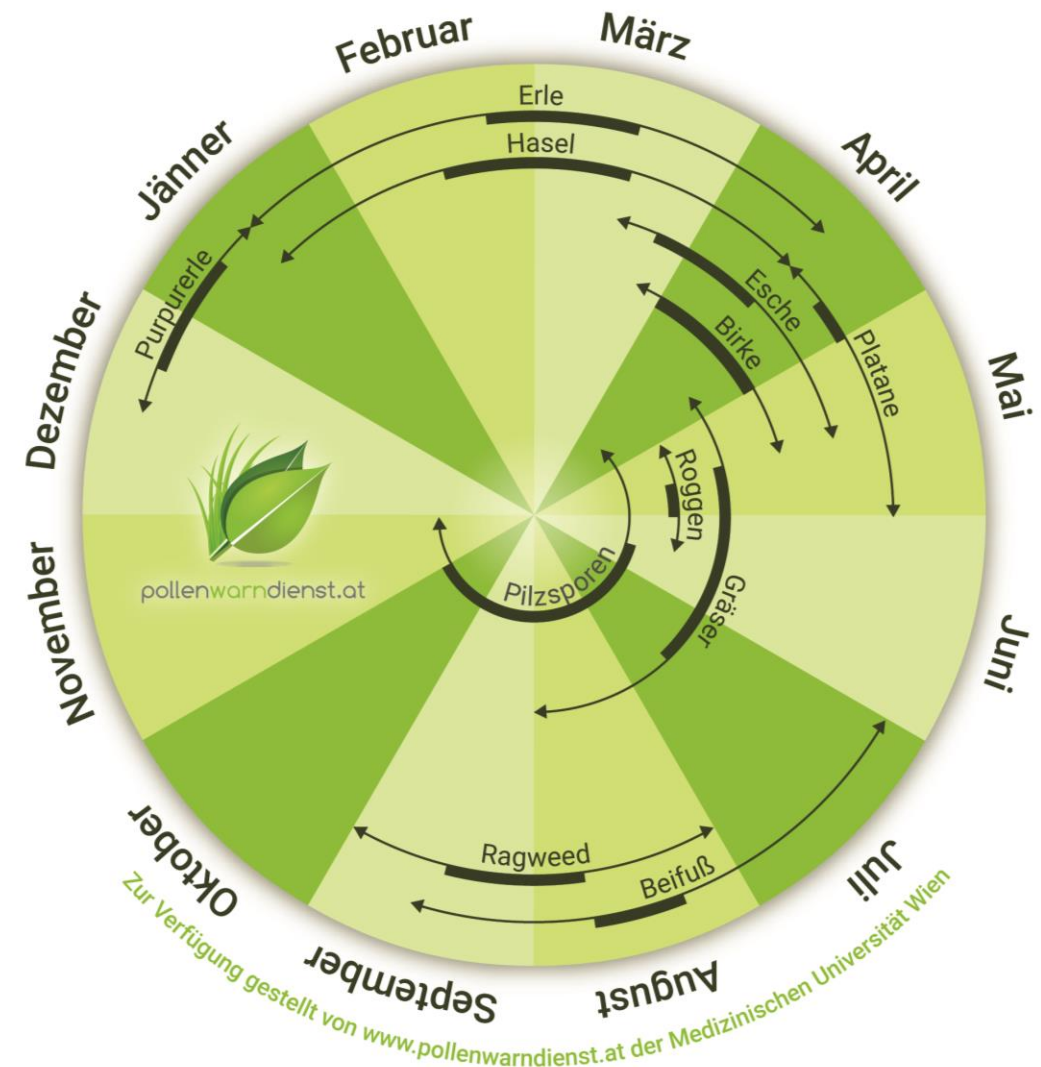 Februar
März
April
Mai
Juni
Juli
August
September
Oktober
November
Dezember
Jänner
Erle
Hasel
Purpurerle
Esche
Birke
Platane
Roggen
Gräser
Pilzsporen
Ragweed
Beifuß
pollenwarndienst.at
Zur Verfügung gestellt von www.pollenwarndienst.at der Medizinischen Universität Wien